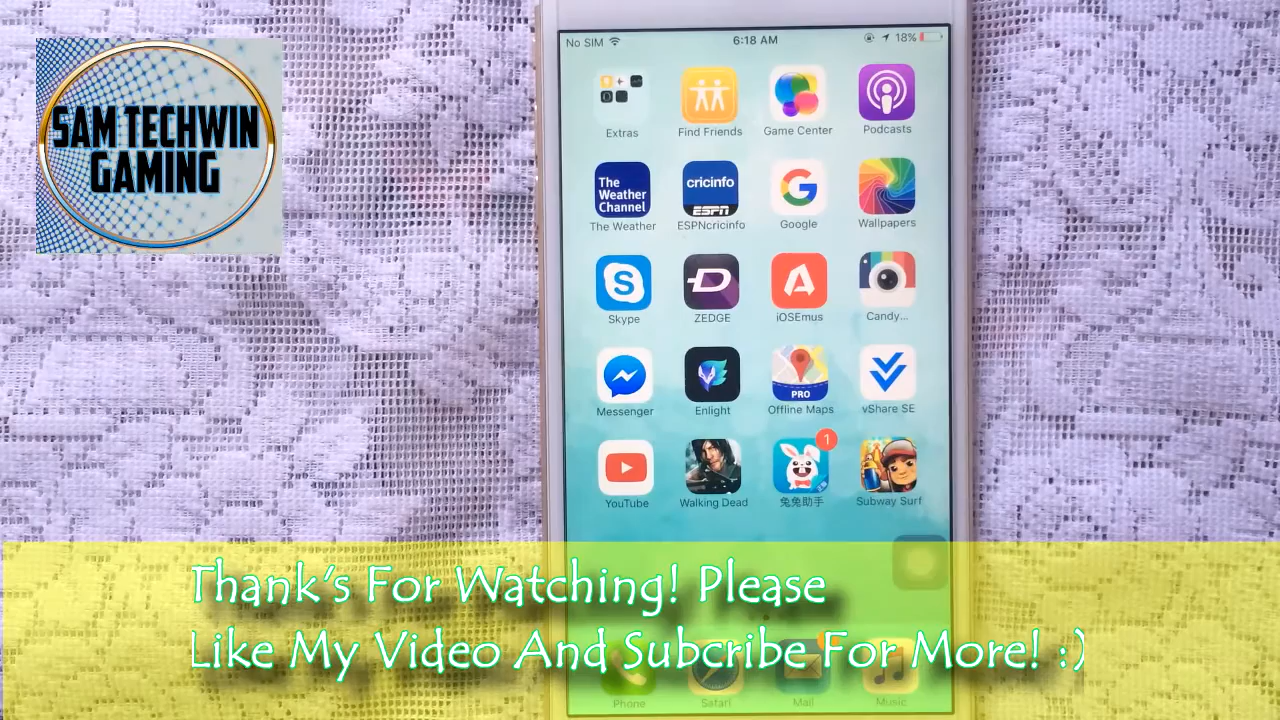 No SIM 6:18 AM 18%
SAM TECHWIN
GAMING
Extras Find Friends Game Center Podcasts
The
Weather
Channel
cricinfo
ESPN
G
The Weather ESPNcricinfo Google Wallpapers
S
Skype ZEDGE iOSEmus Candy...
PRO
Messenger Enlight Offline Maps vShare SE
1
YouTube Walking Dead 兔兔助手 Subway Surf
Thank's For Watching! Please
Like My Video And Subcribe For More! :)
Phone Safari Mail Music